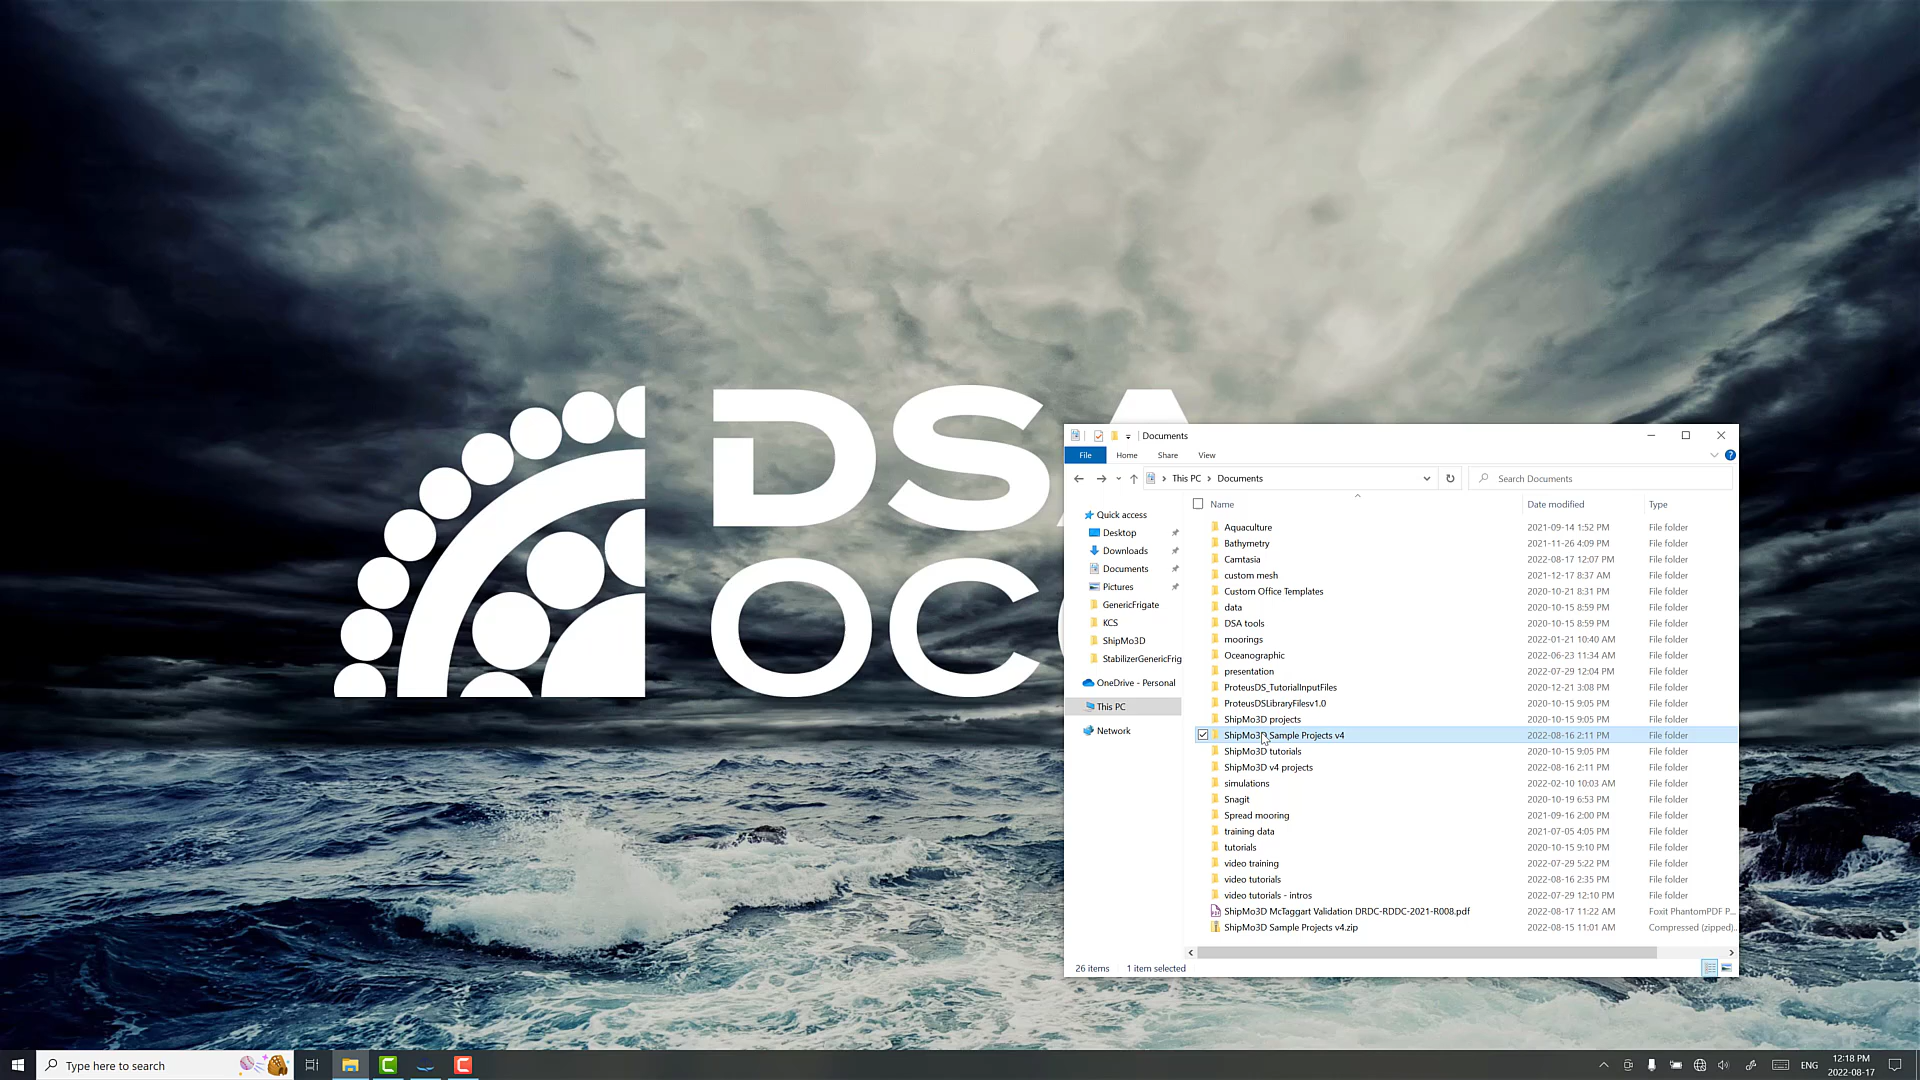 DSA
OC
Documents
File
Home
Share
View
This PC
Documents
Search Documents
Name
Date modified
Type
Quick access
Desktop
Downloads
Documents
Pictures
GenericFrigate
KCS
ShipMo3D
StabilizerGenericFrig
OneDrive - Personal
This PC
Network
Aquaculture 2021-09-14 1:52 PM File folder
Bathymetry 2021-11-26 4:09 PM File folder
Camtasia 2022-08-17 12:07 PM File folder
custom mesh 2021-12-17 8:37 AM File folder
Custom Office Templates 2020-10-21 8:31 PM File folder
data 2020-10-15 8:59 PM File folder
DSA tools 2020-10-15 8:59 PM File folder
moorings 2022-01-21 10:40 AM File folder
Oceanographic 2022-06-23 11:34 AM File folder
presentation 2022-07-29 12:04 PM File folder
ProteusDS_TutorialInputFiles 2020-12-21 3:08 PM File folder
ProteusDSLibraryFilesv1.0 2020-10-15 9:05 PM File folder
ShipMo3D projects 2020-10-15 9:05 PM File folder
ShipMo3D Sample Projects v4 2022-08-16 2:11 PM File folder
ShipMo3D tutorials 2020-10-15 9:05 PM File folder
ShipMo3D v4 projects 2022-08-16 2:11 PM File folder
simulations 2022-02-10 10:03 AM File folder
Snagit 2020-10-19 6:53 PM File folder
Spread mooring 2021-09-16 2:00 PM File folder
training data 2021-07-05 4:05 PM File folder
tutorials 2020-10-15 9:10 PM File folder
video training 2022-07-29 5:22 PM File folder
video tutorials 2022-08-16 2:35 PM File folder
video tutorials - intros 2022-07-29 12:10 PM File folder
ShipMo3D McTaggart Validation DRDC-RDDC-2021-R008.pdf 2022-08-17 11:22 AM Foxit PhantomPDF P...
ShipMo3D Sample Projects v4.zip 2022-08-15 11:01 AM Compressed (zipped)...
26 items
1 item selected
Type here to search
ENG
12:18 PM
2022-08-17